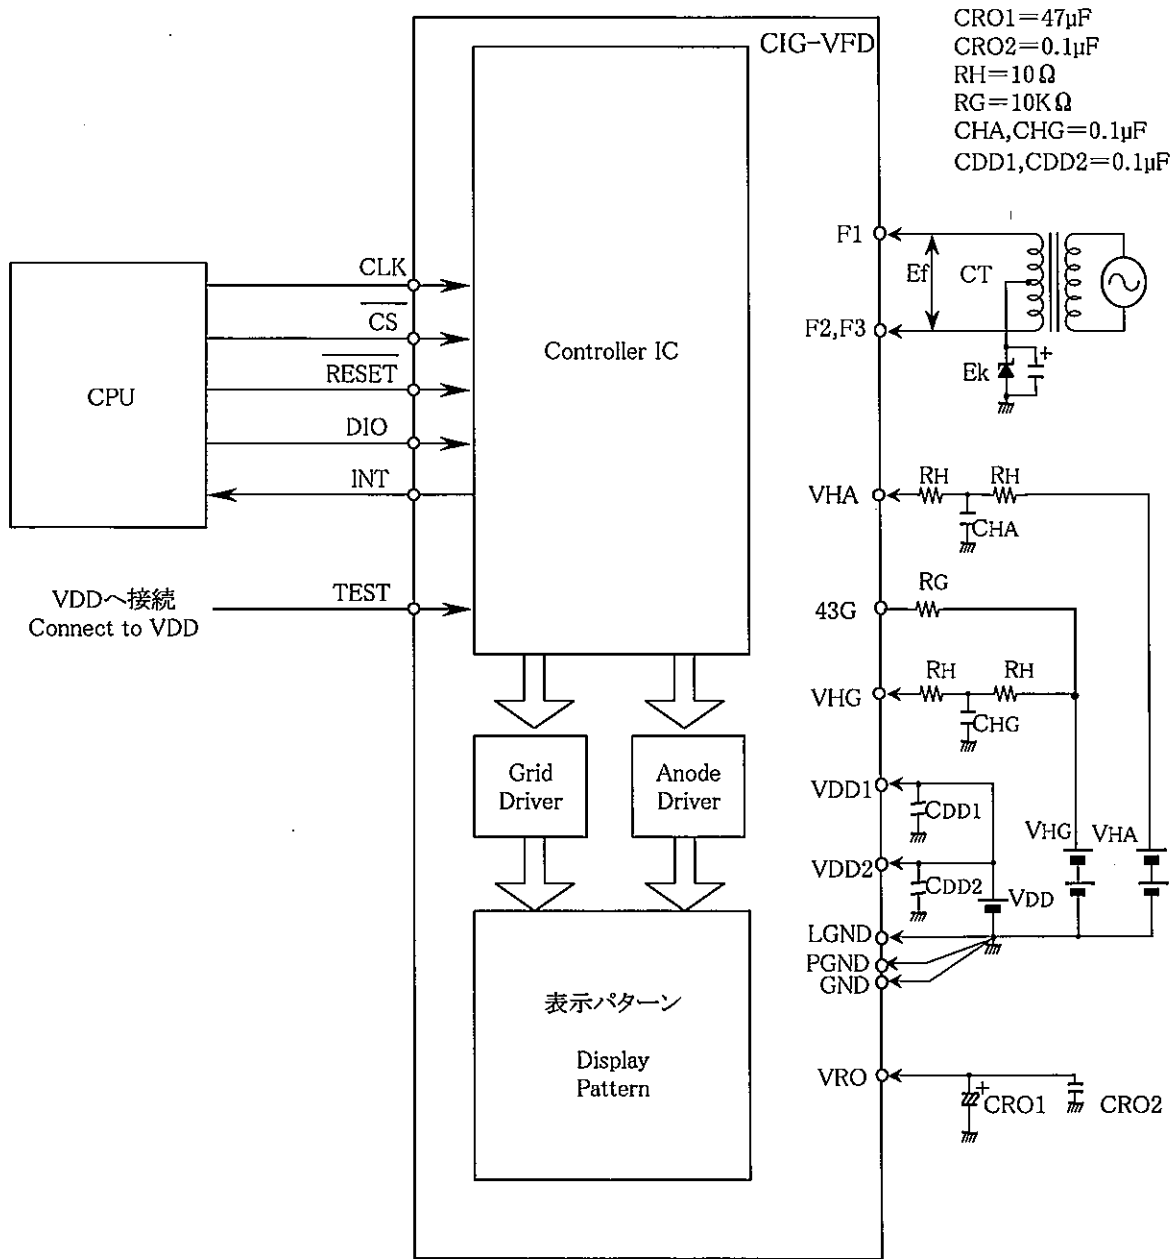 CIG-VFD
CRO1=47μF
CRO2=0.1μF
RH=10Ω
RG=10KΩ
CHA,CHG=0.1μF
CDD1,CDD2=0.1μF
F1
Ef
CT
F2,F3
Ek
+
CPU
CLK
CS
RESET
DIO
INT
Controller IC
VDDへ接続
Connect to VDD
TEST
VHA
RH
RH
CHA
RG
43G
RH
RH
VHG
CHG
Grid
Driver
Anode
Driver
VDD1
CDD1
VHG
VHA
VDD2
CDD2
VDD
LGND
PGND
GND
表示パターン
Display
Pattern
VRO
+
CRO1
CRO2